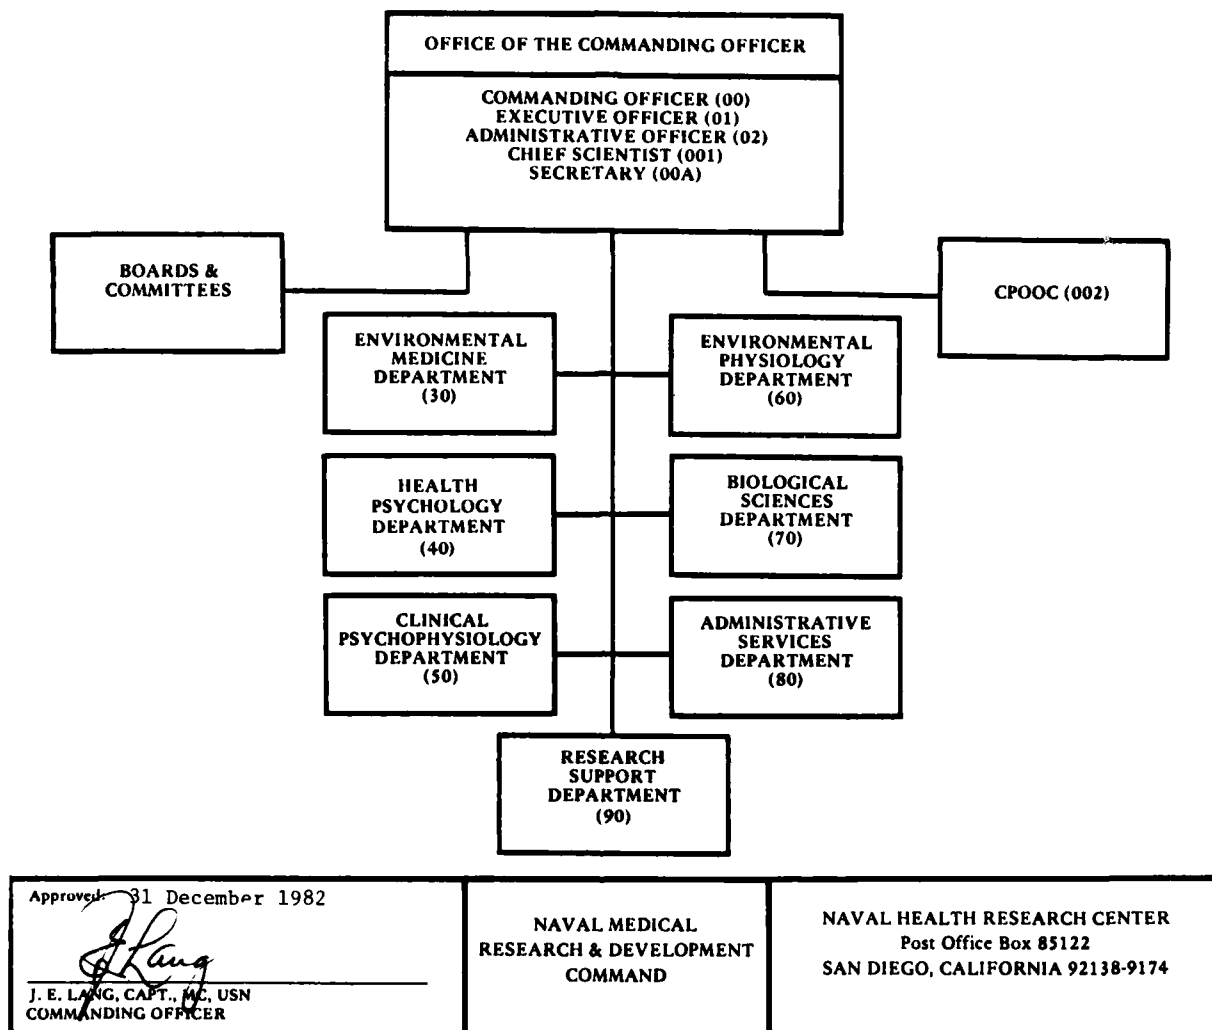 OFFICE OF THE COMMANDING OFFICER
COMMANDING OFFICER (00)
EXECUTIVE OFFICER (01)
ADMINISTRATIVE OFFICER (02)
CHIEF SCIENTIST (001)
SECRETARY (00A)
BOARDS &
COMMITTEES
CPOOC (002)
ENVIRONMENTAL
MEDICINE
DEPARTMENT
(30)
ENVIRONMENTAL
PHYSIOLOGY
DEPARTMENT
(60)
HEALTH
PSYCHOLOGY
DEPARTMENT
(40)
BIOLOGICAL
SCIENCES
DEPARTMENT
(70)
CLINICAL
PSYCHOPHYSIOLOGY
DEPARTMENT
(50)
ADMINISTRATIVE
SERVICES
DEPARTMENT
(80)
RESEARCH
SUPPORT
DEPARTMENT
(90)
Approved: 31 December 1982
J E Lang
J. E. LANG, CAPT., MC, USN
COMMANDING OFFICER
NAVAL MEDICAL
RESEARCH & DEVELOPMENT
COMMAND
NAVAL HEALTH RESEARCH CENTER
Post Office Box 85122
SAN DIEGO, CALIFORNIA 92138-9174